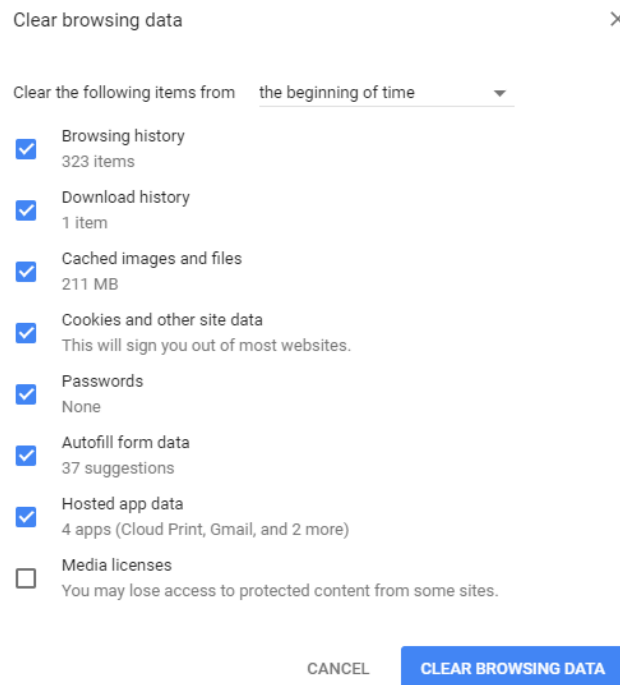 Clear browsing data
Clear the following items from the beginning of time
Browsing history
323 items
Download history
1 item
Cached images and files
211 MB
Cookies and other site data
This will sign you out of most websites.
Passwords
None
Autofill form data
37 suggestions
Hosted app data
4 apps (Cloud Print, Gmail, and 2 more)
Media licenses
You may lose access to protected content from some sites.
CANCEL CLEAR BROWSING DATA